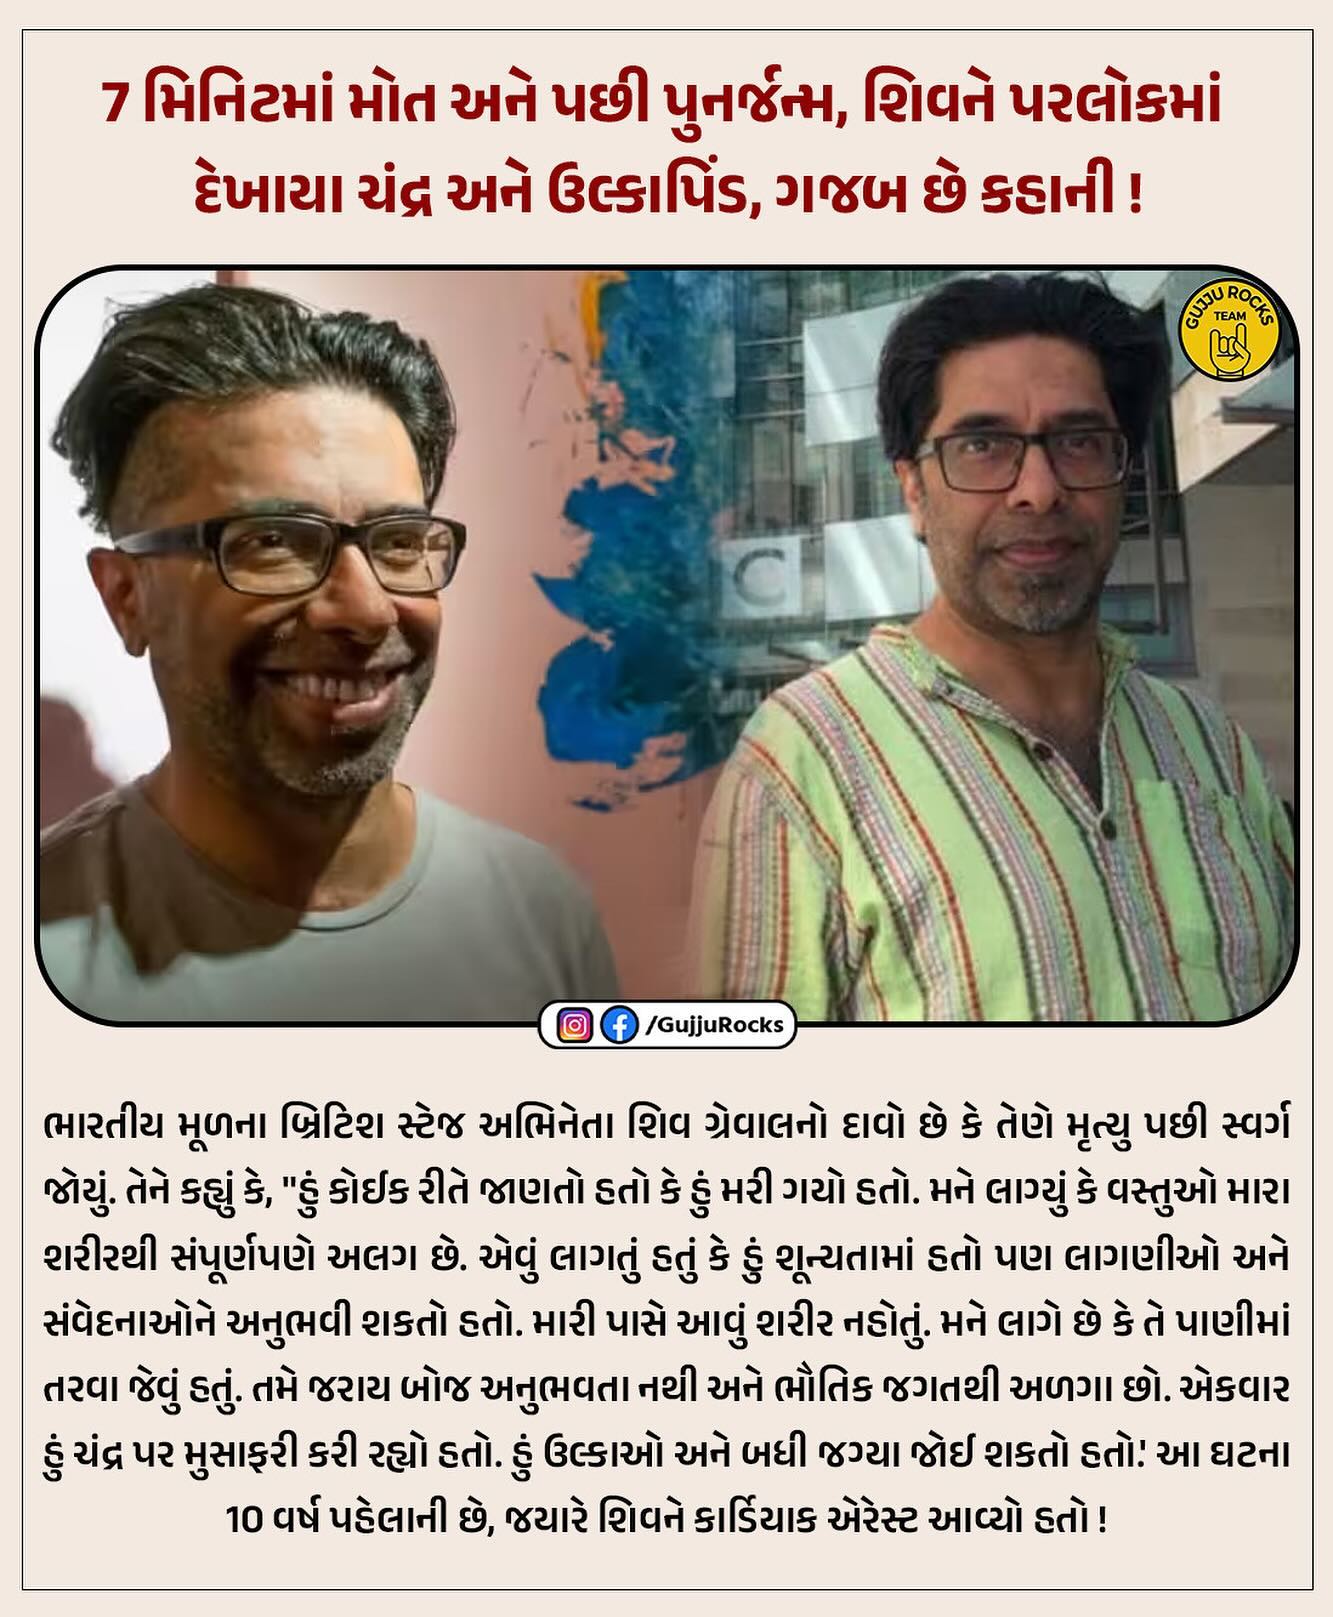 7 મિનિટમાં મોત અને પછી પુનર્જન્મ, શિવને પરલોકમાં
દેખાયા ચંદ્ર અને ઉલ્કાપિંડ, ગજબ છે કહાની !
GUJJU ROCKS
TEAM
C
/GujjuRocks
ભારતીય મૂળના બ્રિટિશ સ્ટેજ અભિનેતા શિવ ગ્રેવાલનો દાવો છે કે તેણે મૃત્યુ પછી સ્વર્ગ
જોયું. તેને કહ્યું કે, "હું કોઈક રીતે જાણતો હતો કે હું મરી ગયો હતો. મને લાગ્યું કે વસ્તુઓ મારા
શરીરથી સંપૂર્ણપણે અલગ છે. એવું લાગતું હતું કે હું શૂન્યતામાં હતો પણ લાગણીઓ અને
સંવેદનાઓને અનુભવી શકતો હતો. મારી પાસે આવું શરીર નહોતું. મને લાગે છે કે તે પાણીમાં
તરવા જેવું હતું. તમે જરાય બોજ અનુભવતા નથી અને ભૌતિક જગતથી અળગા છો. એકવાર
હું ચંદ્ર પર મુસાફરી કરી રહ્યો હતો. હું ઉલ્કાઓ અને બધી જગ્યા જોઈ શકતો હતો.' આ ઘટના
10 વર્ષ પહેલાની છે, જયારે શિવને કાર્ડિયાક એરેસ્ટ આવ્યો હતો !